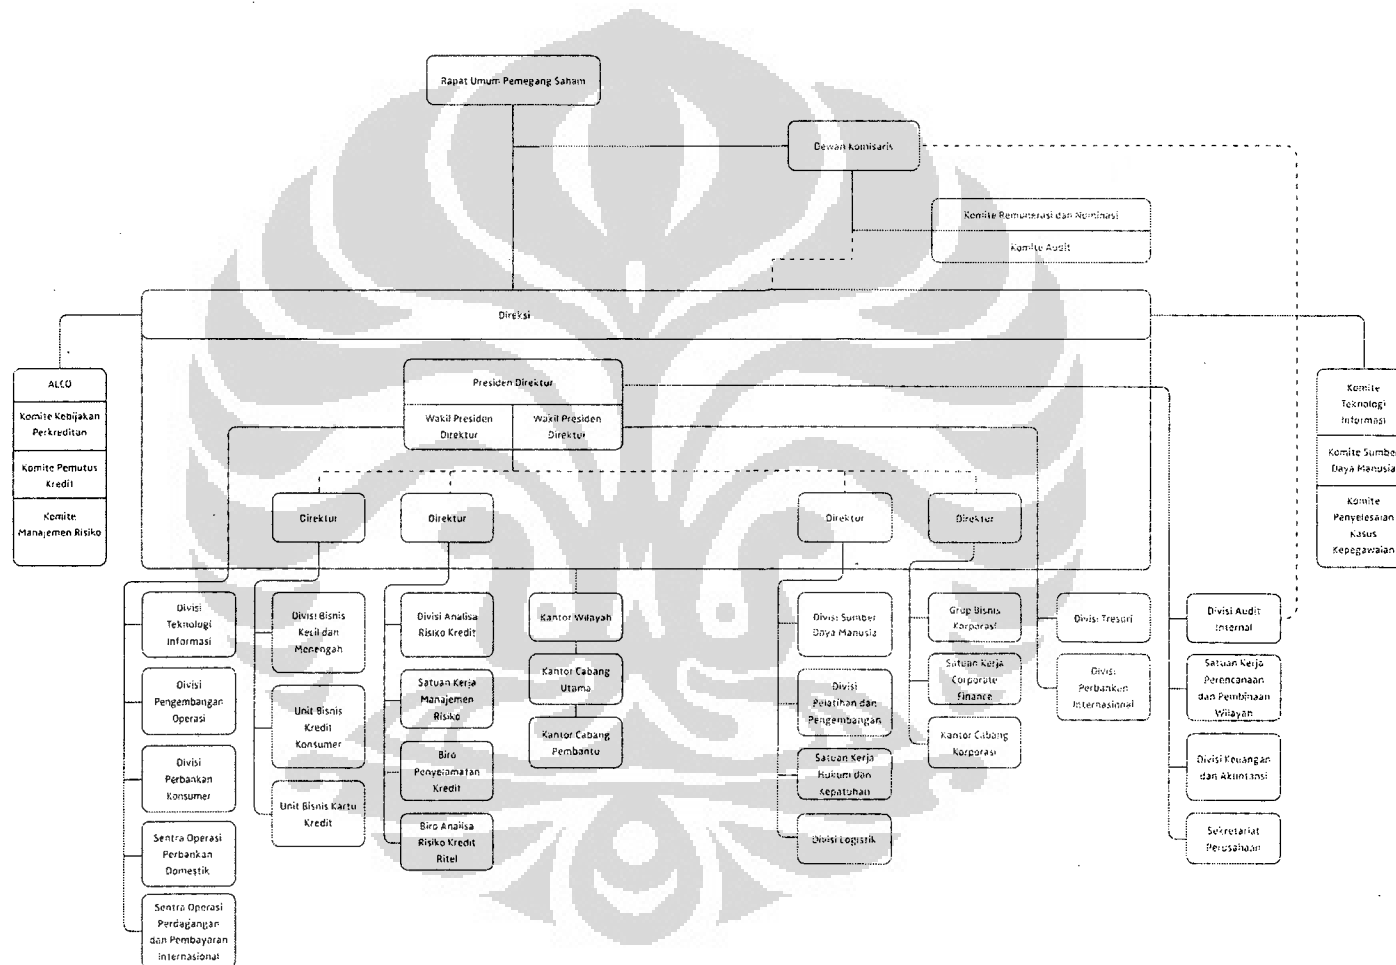 Rapat Umum Pemegang Saham
Dewan Komisaris
Komite Remunerasi dan Nominasi
Komite Audit
Direksi
ALCO
Komite Kebijakan
Perkreditan
Komite Pemutus
Kredit
Komite
Manajemen Risiko
Presiden Direktur
Wakil Presiden
Direktur
Wakil Presiden
Direktur
Komite
Teknologi
Informasi
Komite Sumber
Daya Manusia
Komite
Penyelesaian
Kasus
Kepegawaian
Direktur
Direktur
Direktur
Direktur
Divisi
Teknologi
Informasi
Divisi
Pengembangan
Operasi
Divisi
Perbankan
Konsumer
Sentra Operasi
Perbankan
Domestik
Sentra Operasi
Perdagangan
dan Pembayaran
Internasional
Divisi Bisnis
Kecil dan
Menengah
Unit Bisnis
Kredit
Konsumer
Unit Bisnis Kartu
Kredit
Divisi Analisa
Risiko Kredit
Satuan Kerja
Manajemen
Risiko
Biro
Penyelamatan
Kredit
Biro Analisa
Risiko Kredit
Ritel
Kantor Wilayah
Kantor Cabang
Utama
Kantor Cabang
Pembantu
Divisi Sumber
Daya Manusia
Divisi
Pelatihan dan
Pengembangan
Satuan Kerja
Hukum dan
Kepatuhan
Divisi Logistik
Grup Bisnis
Korporasi
Satuan Kerja
Corporate
Finance
Kantor Cabang
Korporasi
Divisi Tresuri
Divisi
Perbankan
Internasional
Divisi Audit
Internal
Satuan Kerja
Perencanaan
dan Pembinaan
Wilayah
Divisi Keuangan
dan Akuntansi
Sekretariat
Perusahaan